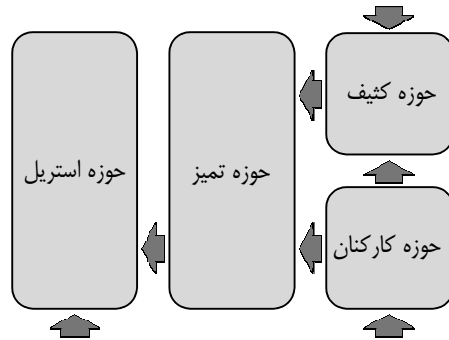 حوزه کثیف
حوزه تمیز
حوزه استریل
حوزه کارکنان